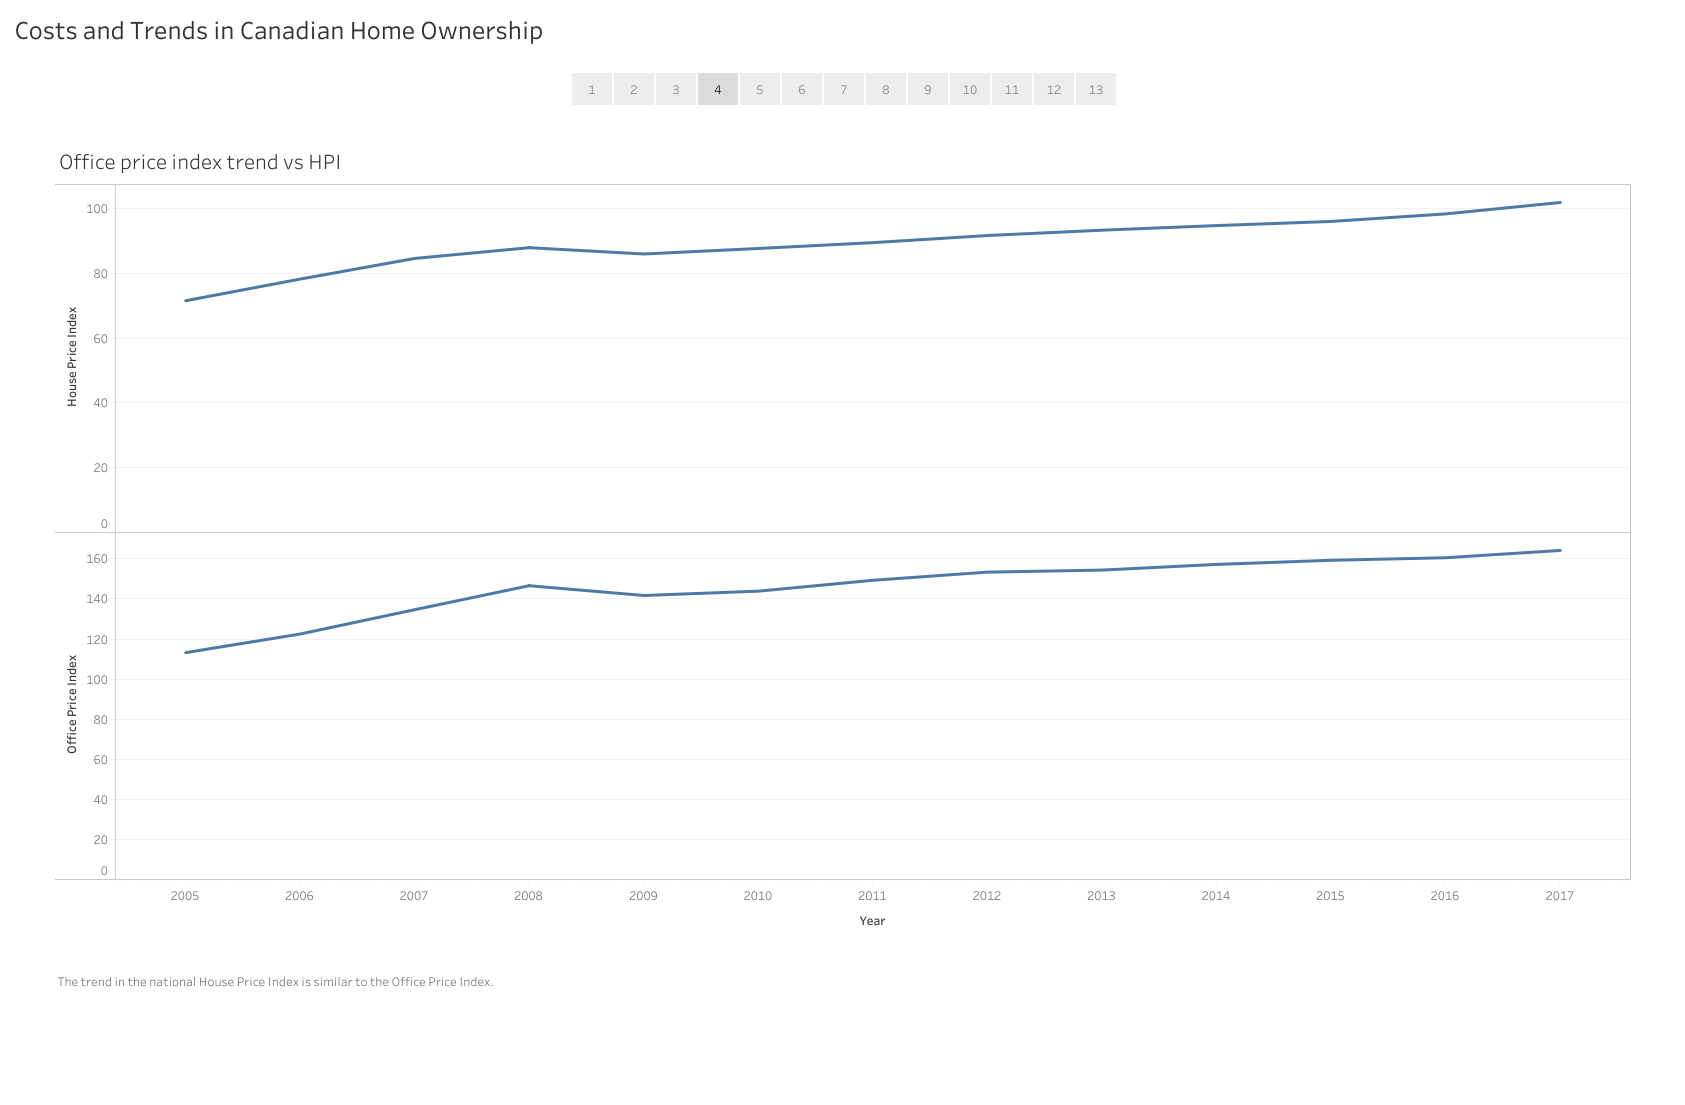 Costs and Trends in Canadian Home Ownership
1 2 3 4 5 6 7 8 9 10 11 12 13
Office price index trend vs HPI
House Price Index
100
80
60
40
20
0
Office Price Index
160
140
120
100
80
60
40
20
0
2005 2006 2007 2008 2009 2010 2011 2012 2013 2014 2015 2016 2017
Year
The trend in the national House Price Index is similar to the Office Price Index.